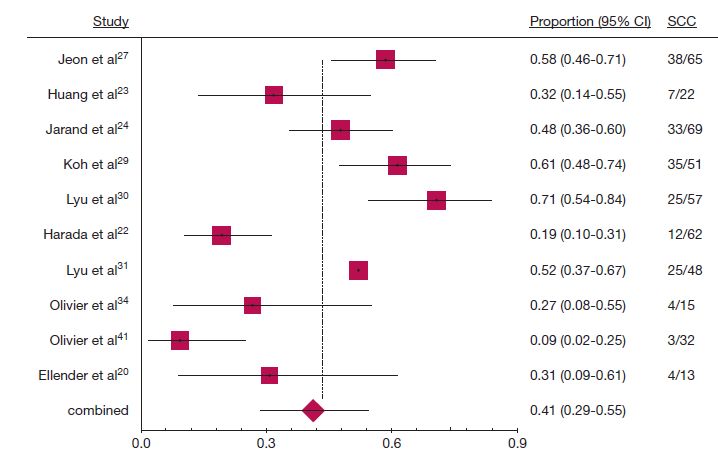 Study Proportion (95% CI) SCC
Jeon et al27 0.58 (0.46-0.71) 38/65
Huang et al23 0.32 (0.14-0.55) 7/22
Jarand et al24 0.48 (0.36-0.60) 33/69
Koh et al29 0.61 (0.48-0.74) 35/51
Lyu et al30 0.71 (0.54-0.84) 25/57
Harada et al22 0.19 (0.10-0.31) 12/62
Lyu et al31 0.52 (0.37-0.67) 25/48
Olivier et al34 0.27 (0.08-0.55) 4/15
Olivier et al41 0.09 (0.02-0.25) 3/32
Ellender et al20 0.31 (0.09-0.61) 4/13
combined 0.41 (0.29-0.55)
0.0 0.3 0.6 0.9